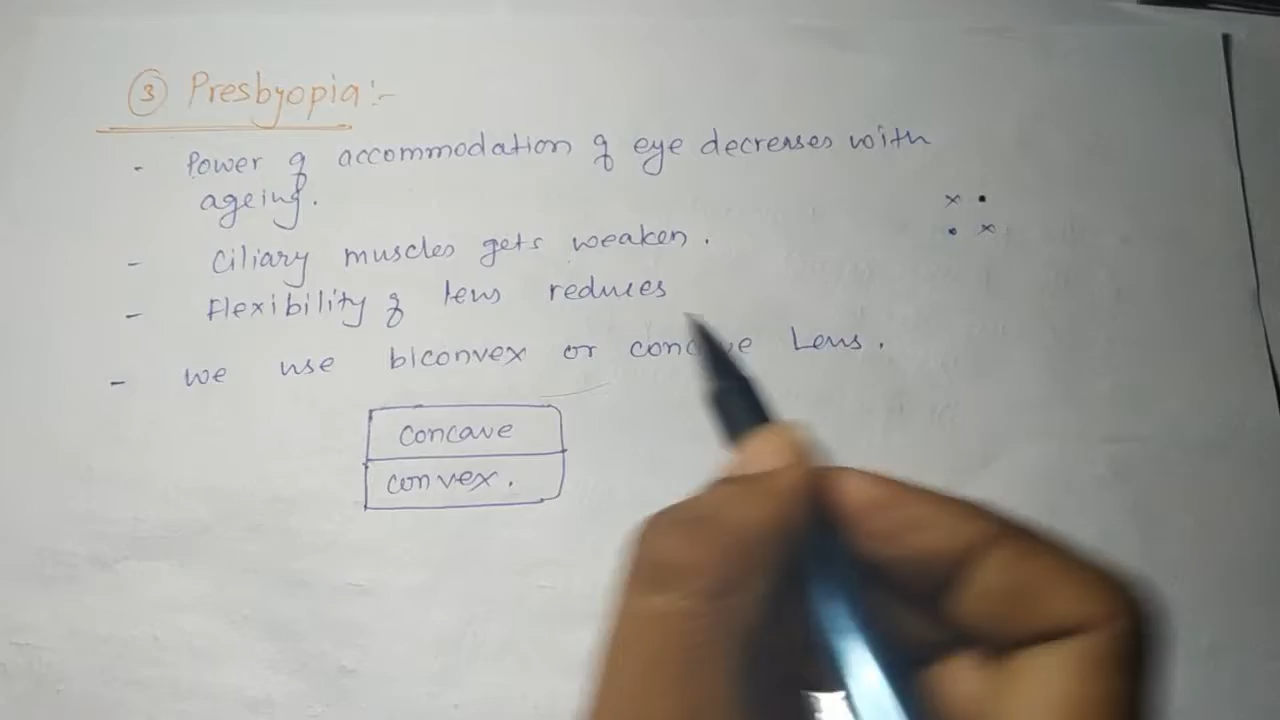 ③ Presbyopia:-
- Power of accommodation of eye decreases with
ageing.
- Ciliary muscles gets weaken.
- Flexibility of lens reduces
- We use biconvex or concave Lens.
concave
convex.